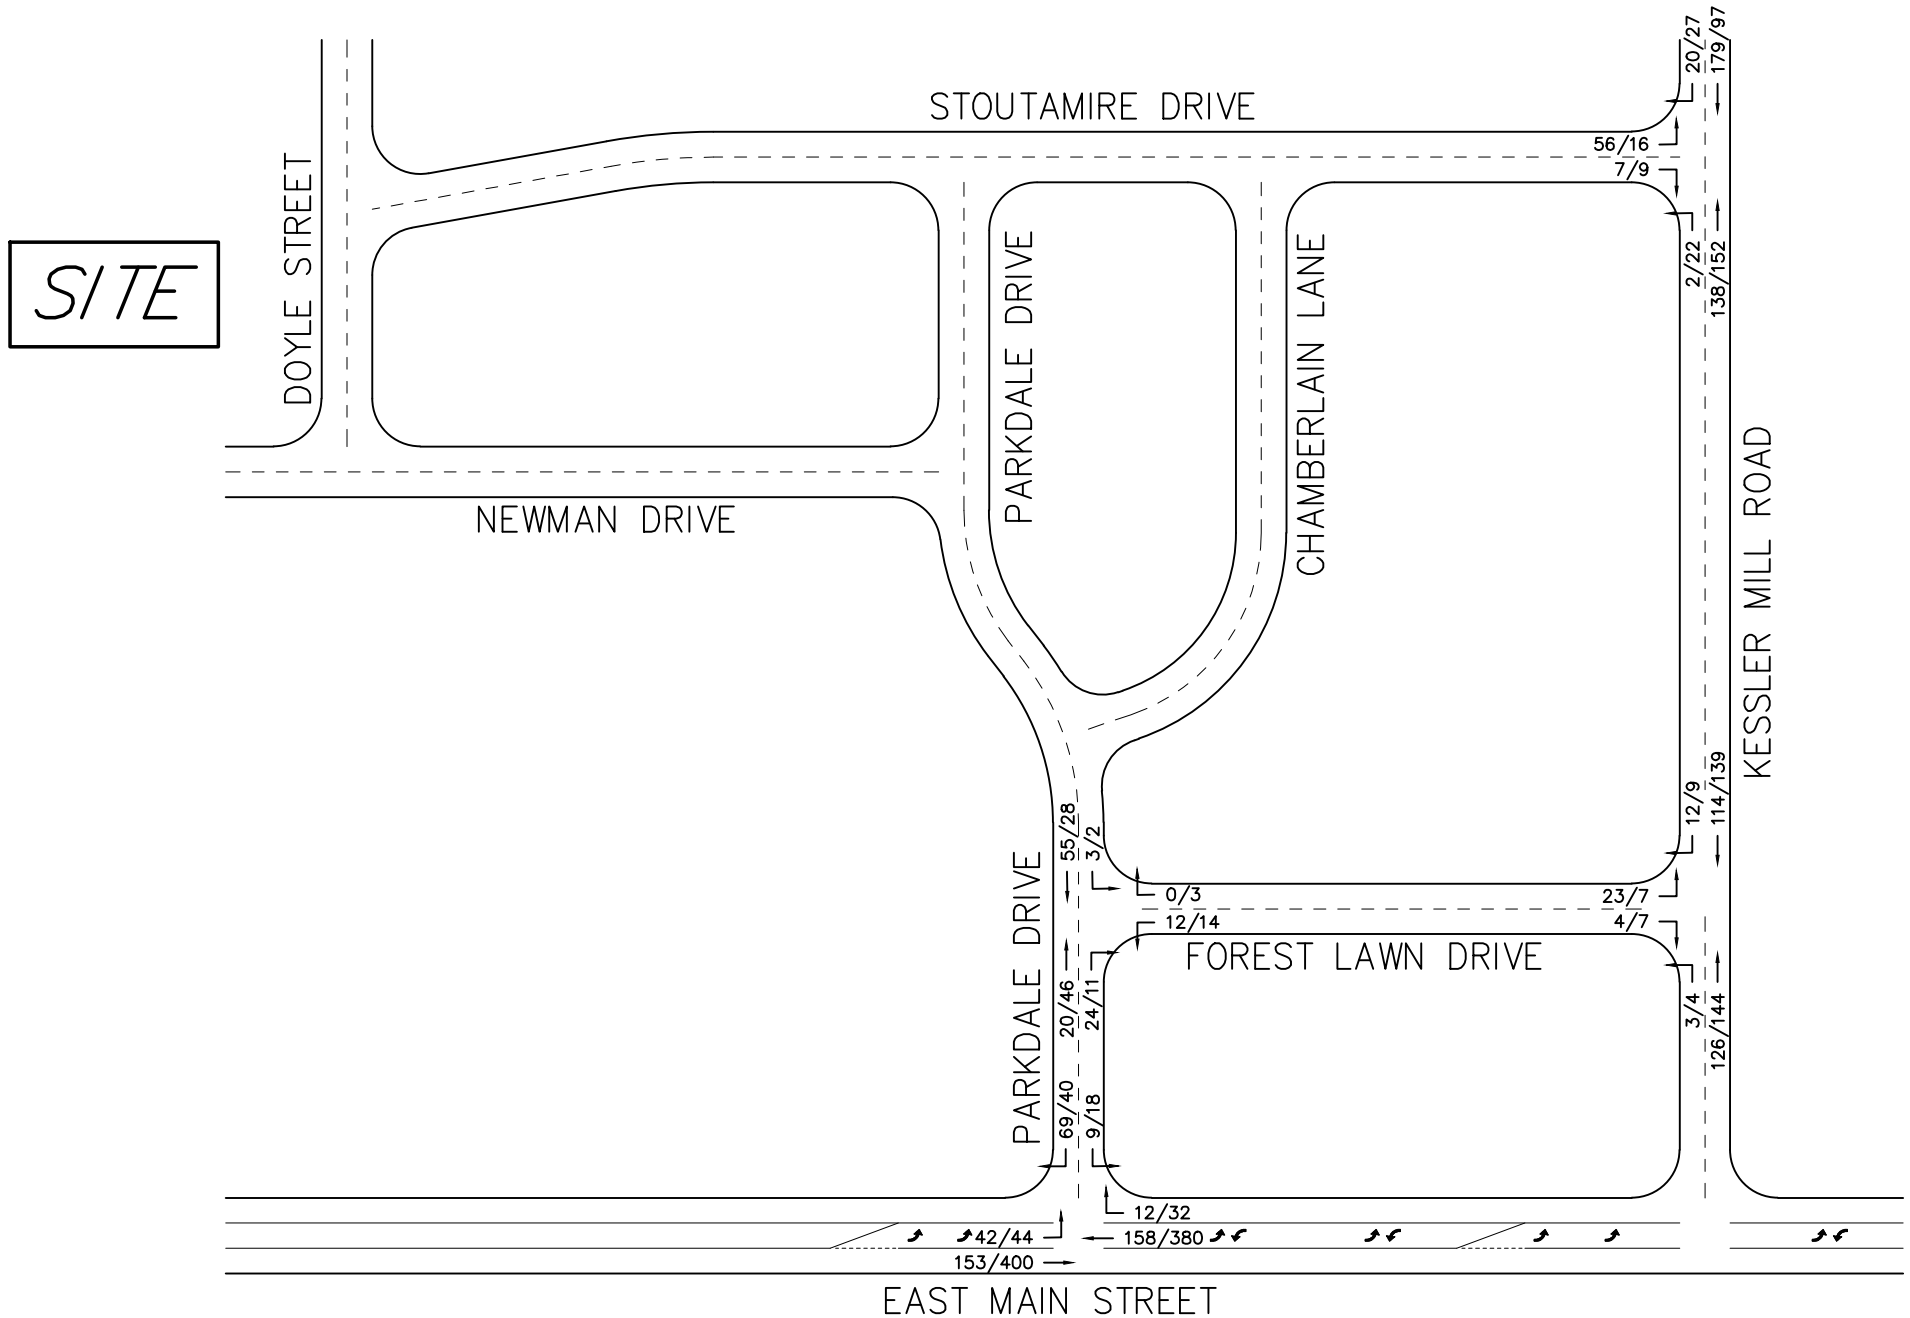 20/27
179/97
STOUTAMIRE DRIVE
56/16
7/9
2/22
138/152
DOYLE STREET
SITE
PARKDALE DRIVE
CHAMBERLAIN LANE
KESSLER MILL ROAD
NEWMAN DRIVE
12/9
114/139
55/28
3/2
0/3
12/14
23/7
4/7
FOREST LAWN DRIVE
PARKDALE DRIVE
20/46
24/11
3/4
126/144
69/40
9/18
12/32
42/44
158/380
153/400
EAST MAIN STREET